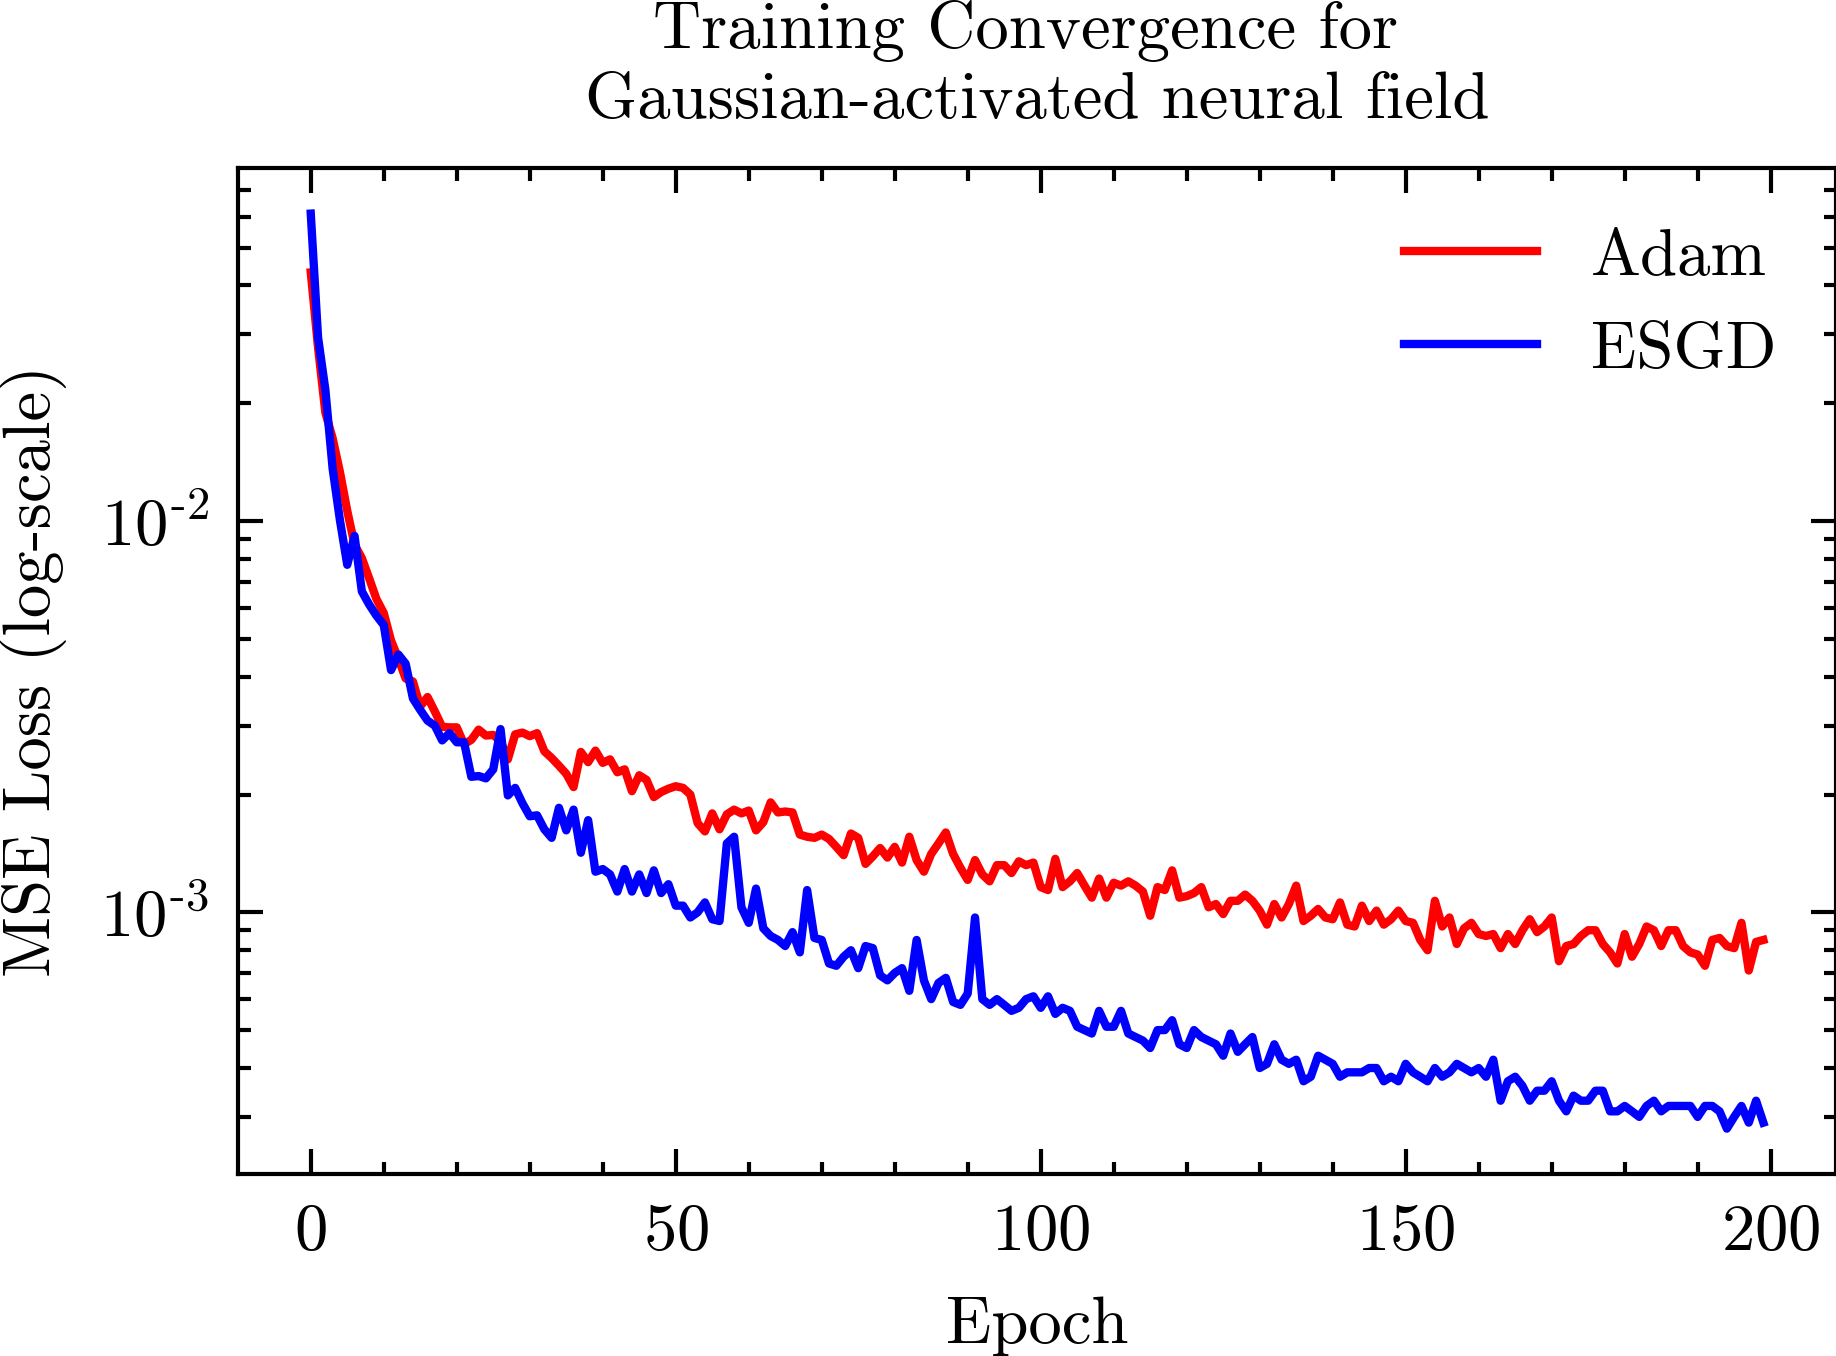 Training Convergence for
Gaussian-activated neural field
Adam
ESGD
MSE Loss (log-scale)
10-2
10-3
0 50 100 150 200
Epoch